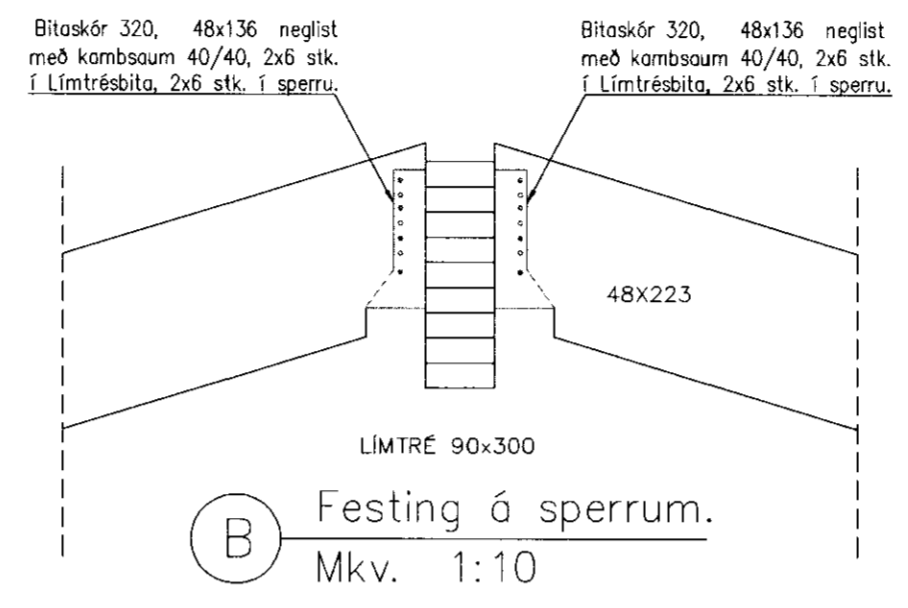 Bitaskór 320, 48x136 neglist
með kambsaum 40/40, 2x6 stk.
í Límtrésbita, 2x6 stk. í sperru.
Bitaskór 320, 48x136 neglist
með kambsaum 40/40, 2x6 stk.
í Límtrésbita, 2x6 stk. í sperru.
48X223
LÍMTRÉ 90x300
B
Festing á sperrum.
Mkv. 1:10